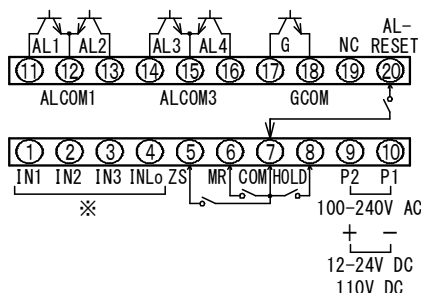 AL1 AL2 AL3 AL4 G AL-
NC RESET
11 12 13 14 15 16 17 18 19 20
ALCOM1 ALCOM3 GCOM
1 2 3 4 5 6 7 8 9 10
IN1 IN2 IN3 INLo ZS MR COM HOLD P2 P1
※
100-240V AC
+ −
12-24V DC
110V DC